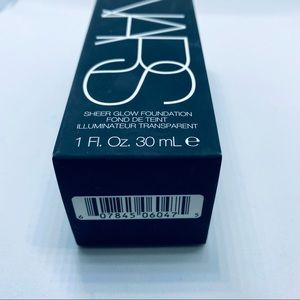 NARS
SHEER GLOW FOUNDATION
FOND DE TEINT
ILLUMINATEUR TRANSPARENT
1 Fl. Oz. 30 mL e
6 07845 06047 5